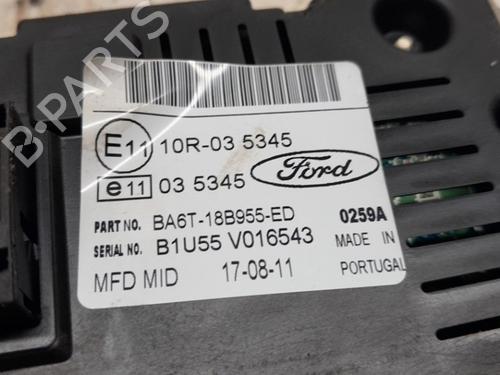 B-PARTS
E11 10R-03 5345
e11 03 5345
Ford
PART NO. BA6T-18B955-ED 0259A
SERIAL NO. B1U55 V016543 MADE IN
MFD MID 17-08-11 PORTUGAL